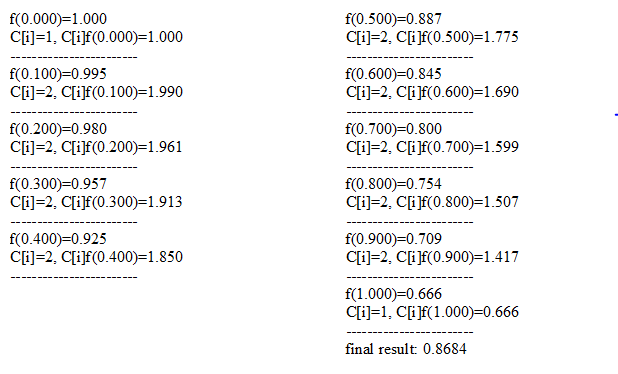 f(0.000)=1.000
C[i]=1, C[i]f(0.000)=1.000
------------------------
f(0.100)=0.995
C[i]=2, C[i]f(0.100)=1.990
------------------------
f(0.200)=0.980
C[i]=2, C[i]f(0.200)=1.961
------------------------
f(0.300)=0.957
C[i]=2, C[i]f(0.300)=1.913
------------------------
f(0.400)=0.925
C[i]=2, C[i]f(0.400)=1.850
------------------------
f(0.500)=0.887
C[i]=2, C[i]f(0.500)=1.775
------------------------
f(0.600)=0.845
C[i]=2, C[i]f(0.600)=1.690
------------------------
f(0.700)=0.800
C[i]=2, C[i]f(0.700)=1.599
------------------------
f(0.800)=0.754
C[i]=2, C[i]f(0.800)=1.507
------------------------
f(0.900)=0.709
C[i]=2, C[i]f(0.900)=1.417
------------------------
f(1.000)=0.666
C[i]=1, C[i]f(1.000)=0.666
------------------------
final result: 0.8684